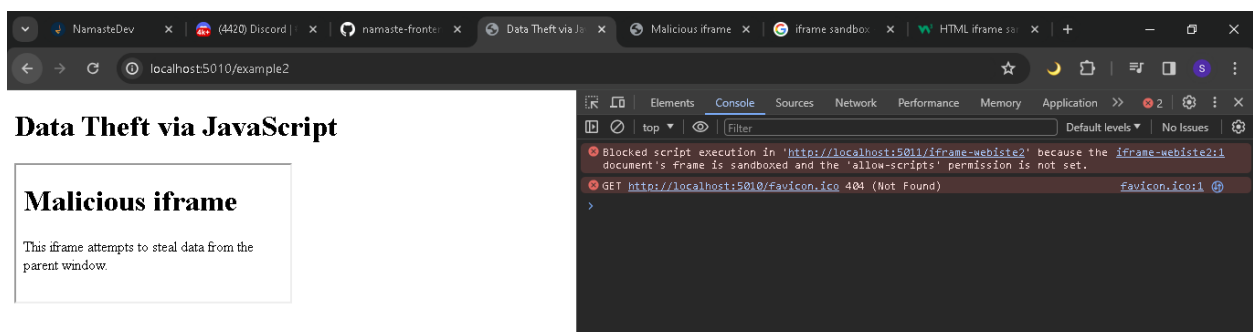 NamasteDev
(4420) Discord |
namaste-fronter
Data Theft via Ja
Malicious iframe
iframe sandbox
HTML iframe sa
localhost:5010/example2
S
Elements Console Sources Network Performance Memory Application 2
top Filter Default levels No Issues
Data Theft via JavaScript
Malicious iframe
This iframe attempts to steal data from the
parent window.
Blocked script execution in 'http://localhost:5011/iframe-webiste2' because the iframe-webiste2:1
document's frame is sandboxed and the 'allow-scripts' permission is not set.
GET http://localhost:5010/favicon.ico 404 (Not Found) favicon.ico:1